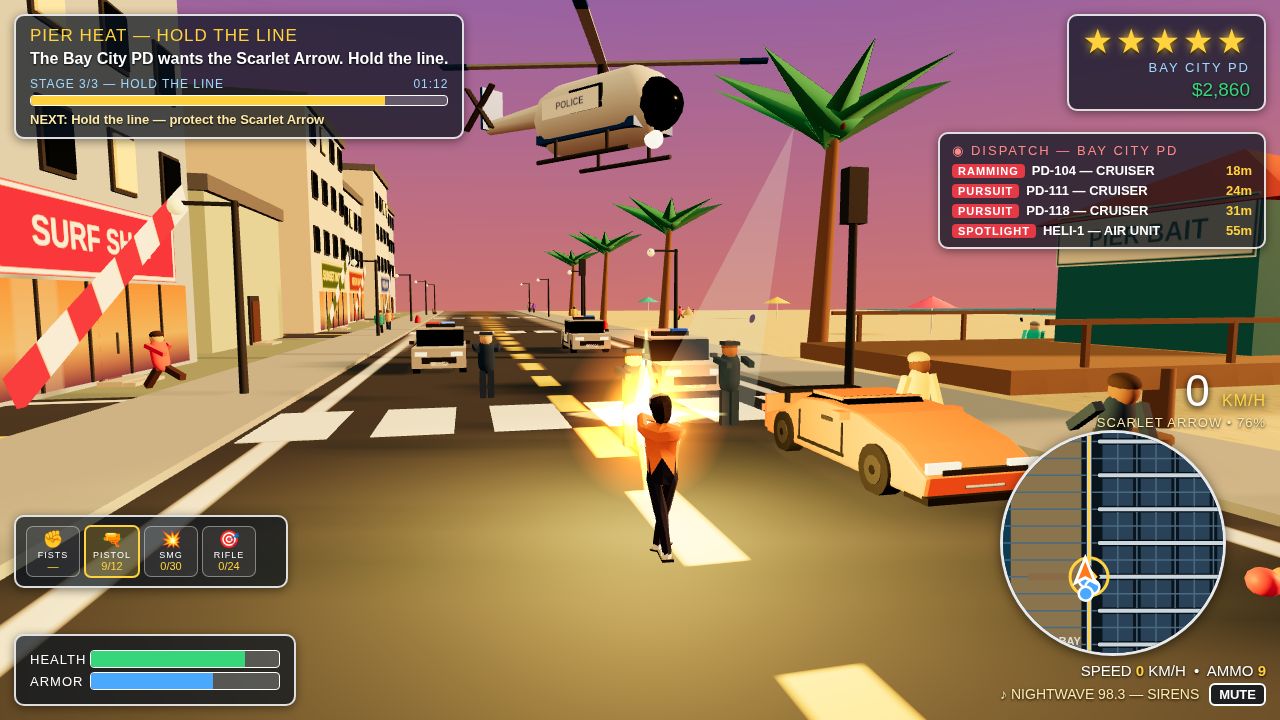 PIER HEAT — HOLD THE LINE
The Bay City PD wants the Scarlet Arrow. Hold the line.
STAGE 3/3 — HOLD THE LINE 01:12
NEXT: Hold the line — protect the Scarlet Arrow
★★★★★
BAY CITY PD
$2,860
◉ DISPATCH — BAY CITY PD
RAMMING PD-104 — CRUISER 18m
PURSUIT PD-111 — CRUISER 24m
PURSUIT PD-118 — CRUISER 31m
SPOTLIGHT HELI-1 — AIR UNIT 55m
POLICE
SURF SH
PIER BAIT
0 KM/H
SCARLET ARROW • 76%
FISTS PISTOL SMG RIFLE
— 9/12 0/30 0/24
HEALTH
ARMOR
BAY
SPEED 0 KM/H • AMMO 9
♪ NIGHTWAVE 98.3 — SIRENS MUTE